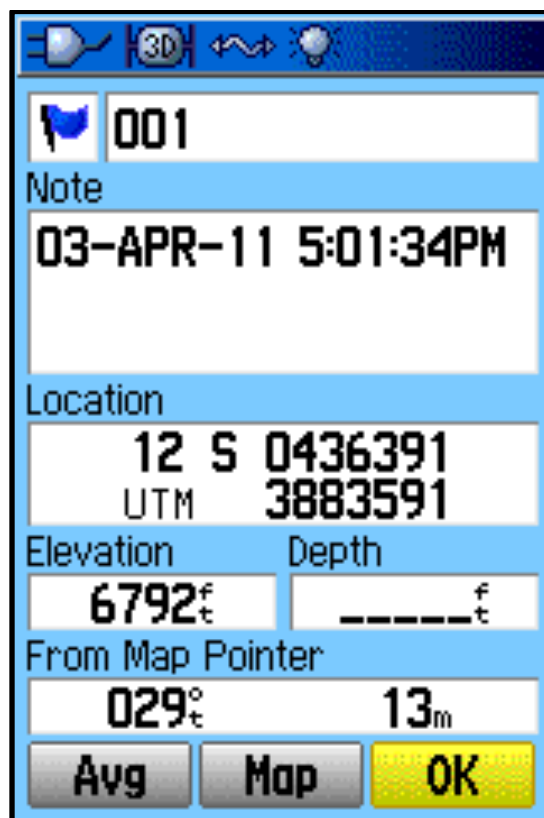 3D
001
Note
03-APR-11 5:01:34PM
Location
12 S 0436391
UTM 3883591
Elevation Depth
6792ft _____ft
From Map Pointer
029°t 13m
Avg Map OK